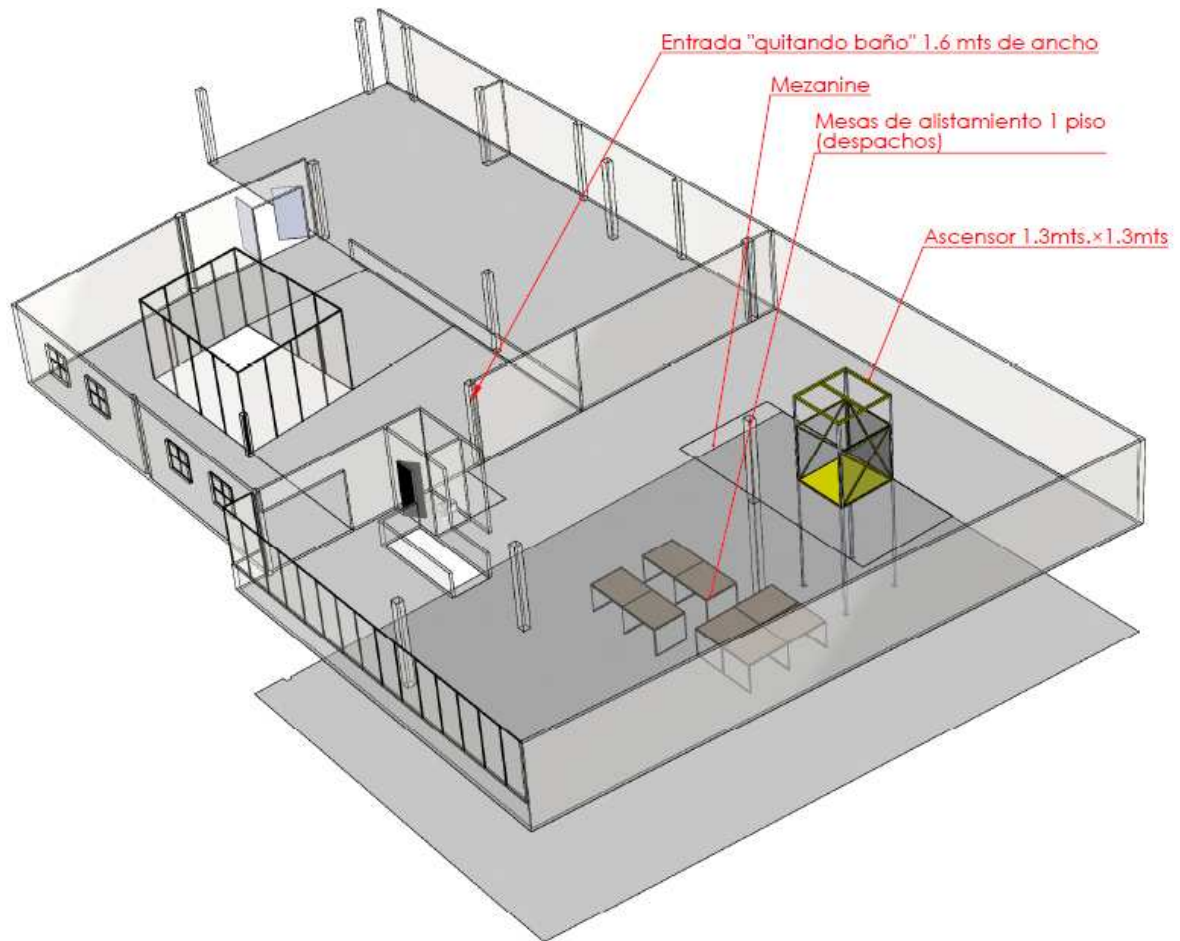 Entrada "quitando baño" 1.6 mts de ancho
Mezanine
Mesas de alistamiento 1 piso
(despachos)
Ascensor 1.3mts.×1.3mts